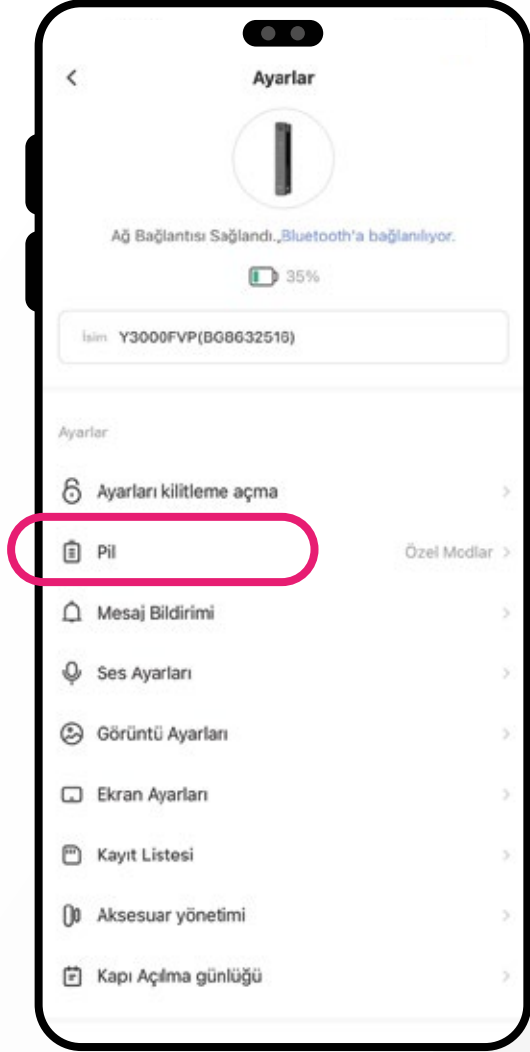 Ayarlar
Ağ Bağlantısı Sağlandı.,Bluetooth'a bağlanılıyor.
35%
İsim Y3000FVP(BG8632516)
Ayarlar
Ayarları kilitleme açma
Pil Özel Modlar
Mesaj Bildirimi
Ses Ayarları
Görüntü Ayarları
Ekran Ayarları
Kayıt Listesi
Aksesuar yönetimi
Kapı Açılma günlüğü